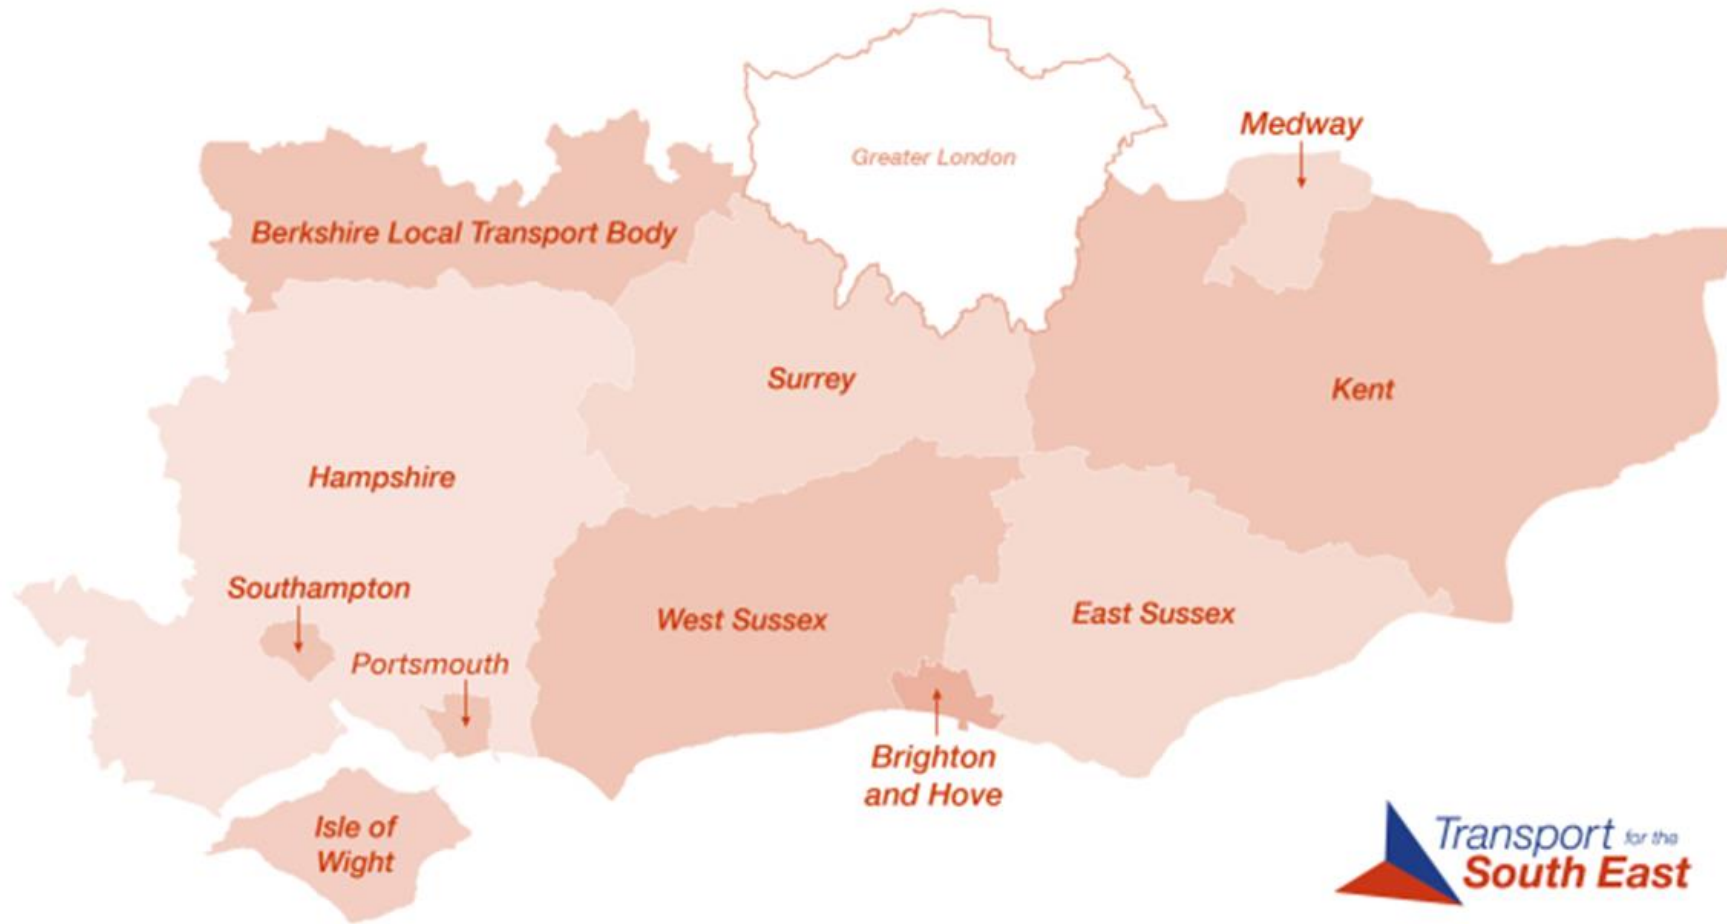 Greater London
Medway
Berkshire Local Transport Body
Surrey
Kent
Hampshire
Southampton
West Sussex
East Sussex
Portsmouth
Brighton
and Hove
Isle of
Wight
Transport for the
South East